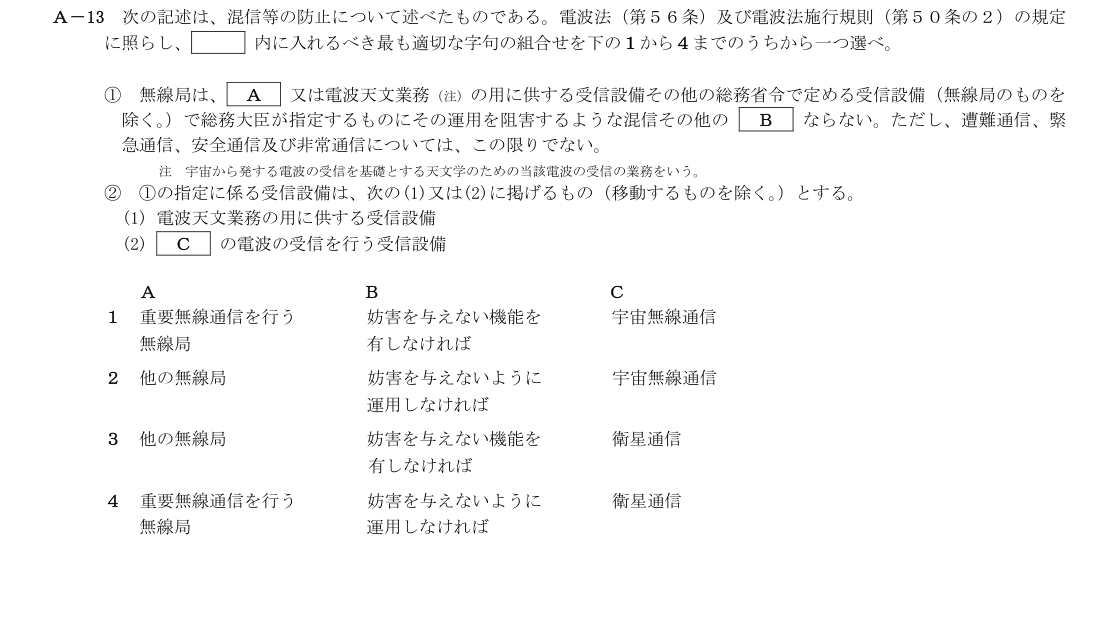 A－13　次の記述は、混信等の防止について述べたものである。電波法（第５６条）及び電波法施行規則（第５０条の２）の規定
に照らし、　　　内に入れるべき最も適切な字句の組合せを下の１から４までのうちから一つ選べ。
①　無線局は、 A 又は電波天文業務（注）の用に供する受信設備その他の総務省令で定める受信設備（無線局のものを
除く。）で総務大臣が指定するものにその運用を阻害するような混信その他の B ならない。ただし、遭難通信、緊
急通信、安全通信及び非常通信については、この限りでない。
注　宇宙から発する電波の受信を基礎とする天文学のための当該電波の受信の業務をいう。
②　①の指定に係る受信設備は、次の(1)又は(2)に掲げるもの（移動するものを除く。）とする。
(1)　電波天文業務の用に供する受信設備
(2)　C の電波の受信を行う受信設備
A　B　C
1　重要無線通信を行う　妨害を与えない機能を　宇宙無線通信
無線局　有しなければ
2　他の無線局　妨害を与えないように　宇宙無線通信
運用しなければ
3　他の無線局　妨害を与えない機能を　衛星通信
有しなければ
4　重要無線通信を行う　妨害を与えないように　衛星通信
無線局　運用しなければ